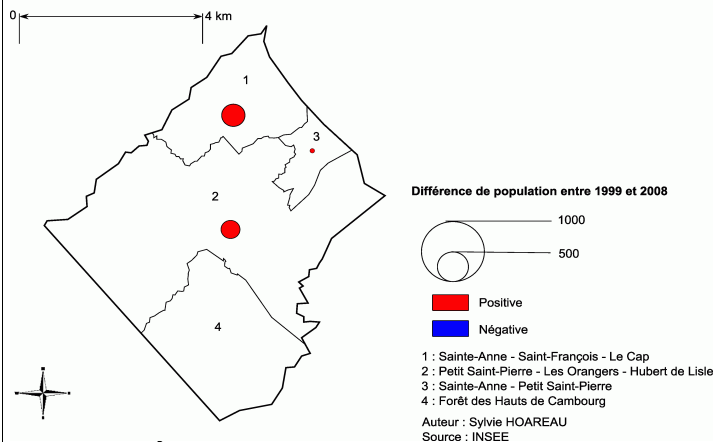 0 4 km
1
3
2
4
Différence de population entre 1999 et 2008
1000
500
Positive
Négative
1 : Sainte-Anne - Saint-François - Le Cap
2 : Petit Saint-Pierre - Les Orangers - Hubert de Lisle
3 : Sainte-Anne - Petit Saint-Pierre
4 : Forêt des Hauts de Cambourg
Auteur : Sylvie HOAREAU
Source : INSEE